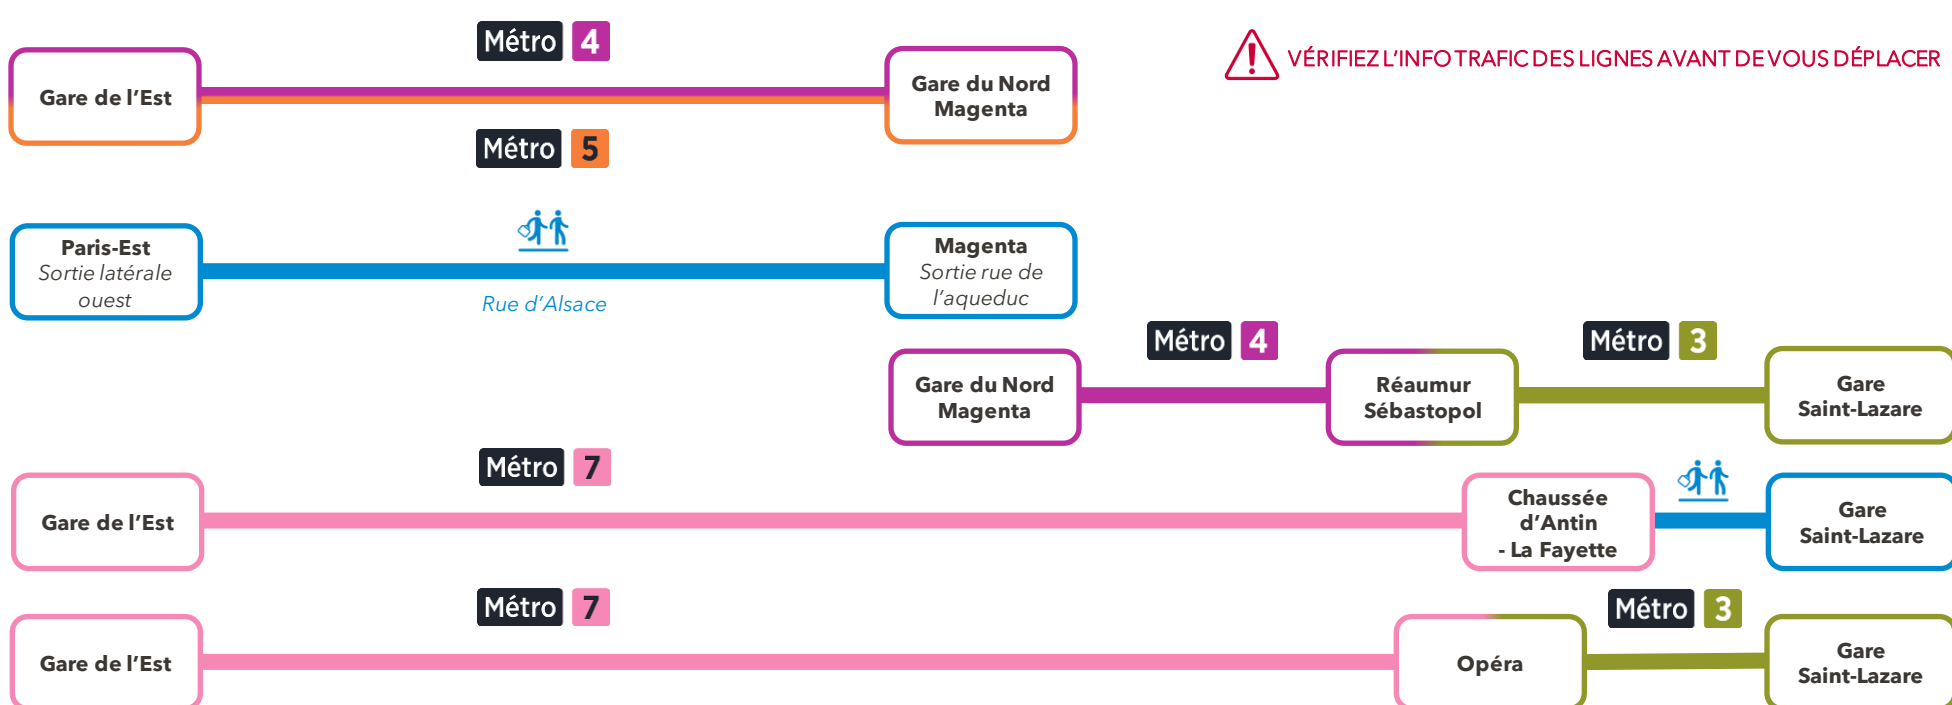 Métro 4
VÉRIFIEZ L'INFO TRAFIC DES LIGNES AVANT DE VOUS DÉPLACER
Gare de l'Est
Gare du Nord
Magenta
Métro 5
Paris-Est
Sortie latérale
ouest
Rue d'Alsace
Magenta
Sortie rue de
l'aqueduc
Métro 4
Métro 3
Gare du Nord
Magenta
Réaumur
Sébastopol
Gare
Saint-Lazare
Métro 7
Gare de l'Est
Chaussée
d'Antin
- La Fayette
Gare
Saint-Lazare
Métro 7
Métro 3
Gare de l'Est
Opéra
Gare
Saint-Lazare